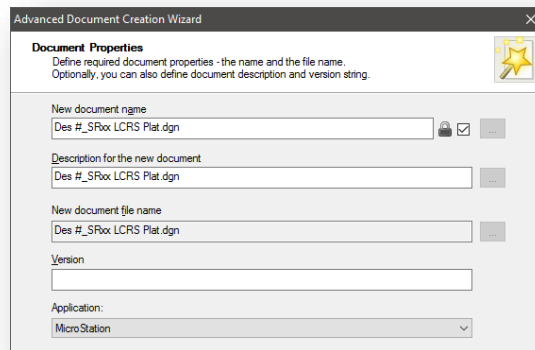 Advanced Document Creation Wizard
Document Properties
Define required document properties - the name and the file name.
Optionally, you can also define document description and version string.
New document name
Des #_SRxx LCRS Plat.dgn
...
Description for the new document
Des #_SRxx LCRS Plat.dgn
...
New document file name
Des #_SRxx LCRS Plat.dgn
...
Version
Application:
MicroStation